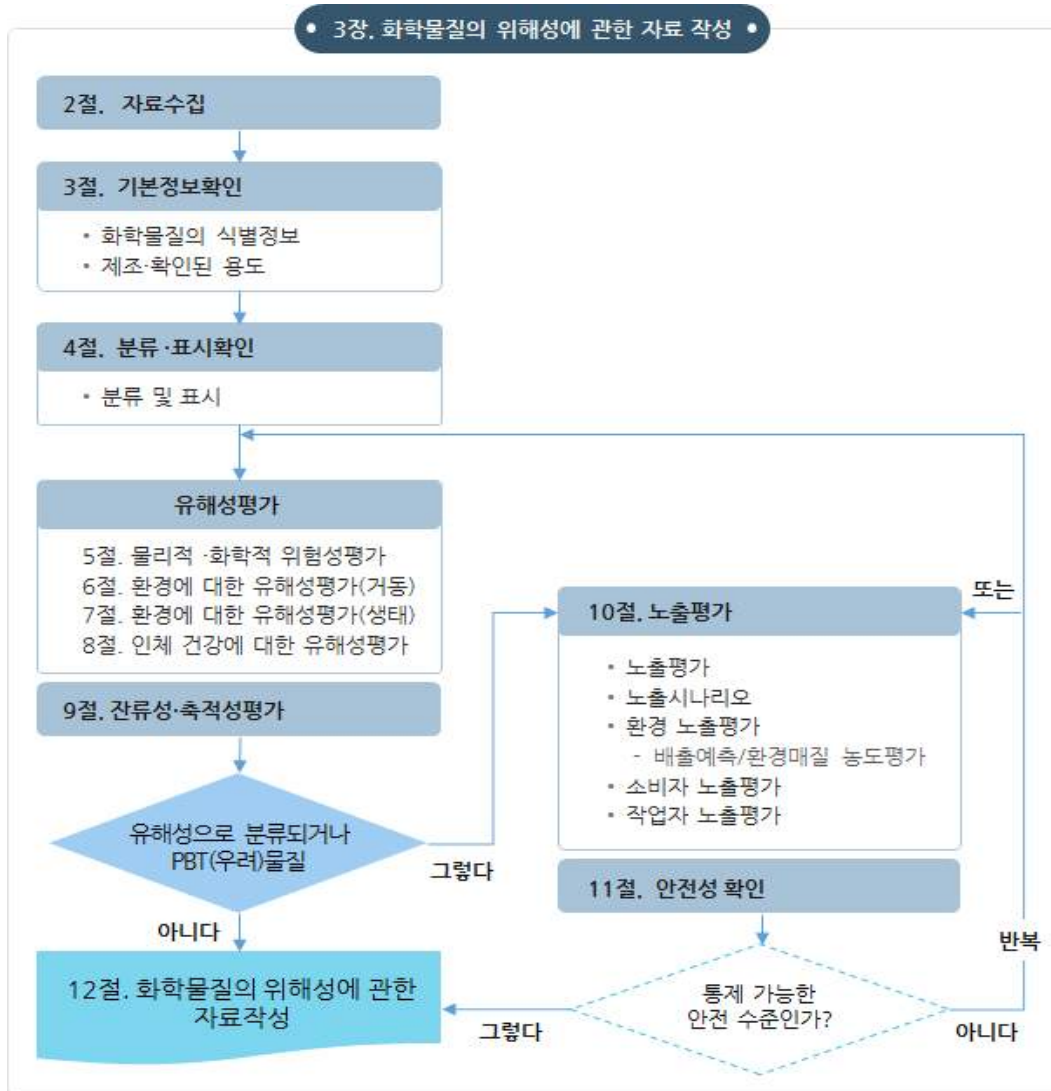 • 3장. 화학물질의 위해성에 관한 자료 작성 •
2절. 자료수집
3절. 기본정보확인
• 화학물질의 식별정보
• 제조·확인된 용도
4절. 분류·표시확인
• 분류 및 표시
유해성평가
5절. 물리적 ·화학적 위험성평가
6절. 환경에 대한 유해성평가(거동)
7절. 환경에 대한 유해성평가(생태)
8절. 인체 건강에 대한 유해성평가
9절. 잔류성·축적성평가
유해성으로 분류되거나
PBT(우려)물질
그렇다
아니다
또는
10절. 노출평가
• 노출평가
• 노출시나리오
• 환경 노출평가
- 배출예측/환경매질 농도평가
• 소비자 노출평가
• 작업자 노출평가
11절. 안전성 확인
통제 가능한
안전 수준인가?
그렇다
아니다
반복
12절. 화학물질의 위해성에 관한
자료작성